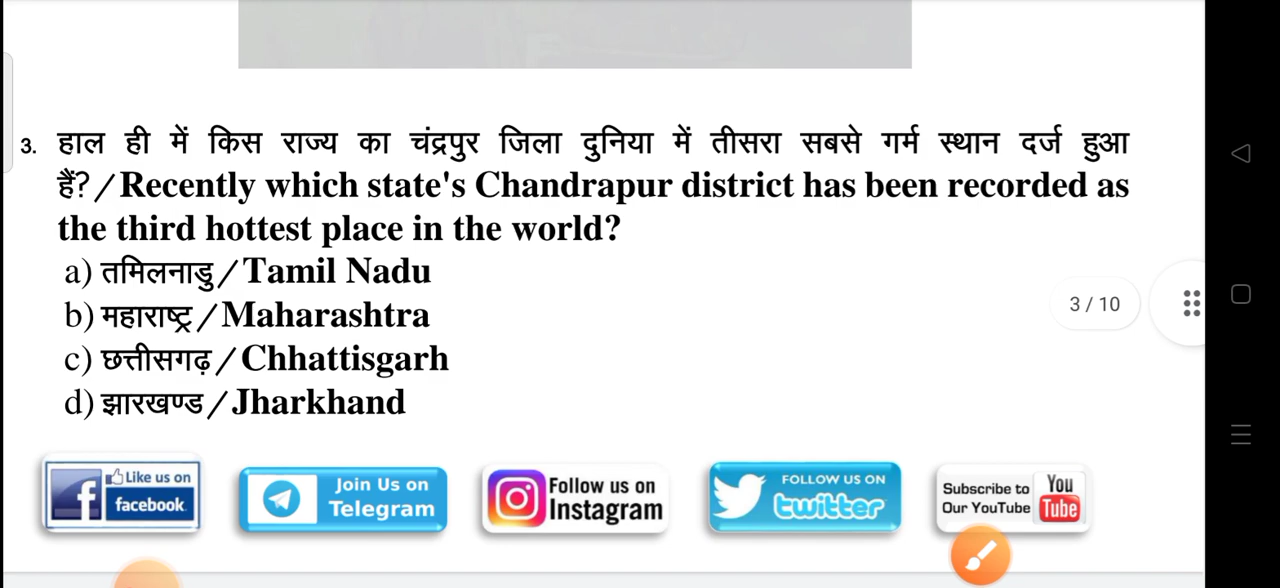 3. हाल ही में किस राज्य का चंद्रपुर जिला दुनिया में तीसरा सबसे गर्म स्थान दर्ज हुआ
हैं?/Recently which state's Chandrapur district has been recorded as
the third hottest place in the world?
a) तमिलनाडु/Tamil Nadu
b) महाराष्ट्र/Maharashtra
3 / 10
c) छत्तीसगढ़/Chhattisgarh
d) झारखण्ड/Jharkhand
Like us on
facebook
Join Us on
Telegram
Follow us on
Instagram
FOLLOW US ON
twitter
Subscribe to
Our YouTube
You
Tube